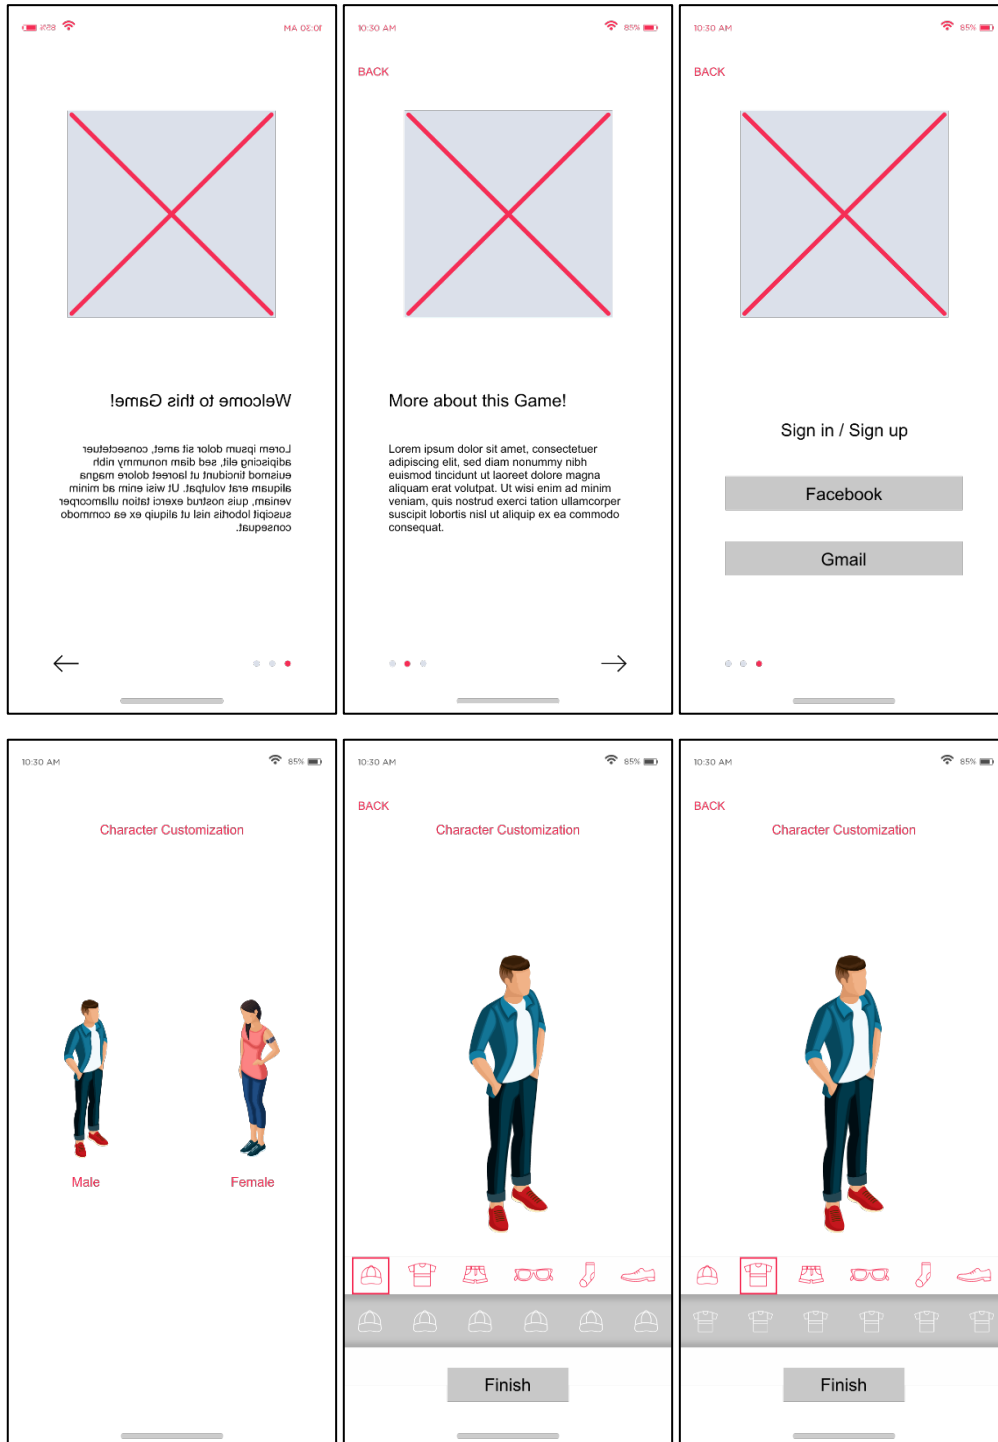 10:30 AM 85%
Welcome to this Game!
Lorem ipsum dolor sit amet, consectetuer
adipiscing elit, sed diam nonummy nibh
euismod tincidunt ut laoreet dolore magna
aliquam erat volutpat. Ut wisi enim ad minim
veniam, quis nostrud exerci tation ullamcorper
suscipit lobortis nisl ut aliquip ex ea commodo
consequat.
10:30 AM 85%
BACK
More about this Game!
Lorem ipsum dolor sit amet, consectetuer
adipiscing elit, sed diam nonummy nibh
euismod tincidunt ut laoreet dolore magna
aliquam erat volutpat. Ut wisi enim ad minim
veniam, quis nostrud exerci tation ullamcorper
suscipit lobortis nisl ut aliquip ex ea commodo
consequat.
10:30 AM 85%
BACK
Sign in / Sign up
Facebook
Gmail
10:30 AM 85%
Character Customization
Male Female
10:30 AM 85%
BACK
Character Customization
Finish
10:30 AM 85%
BACK
Character Customization
Finish